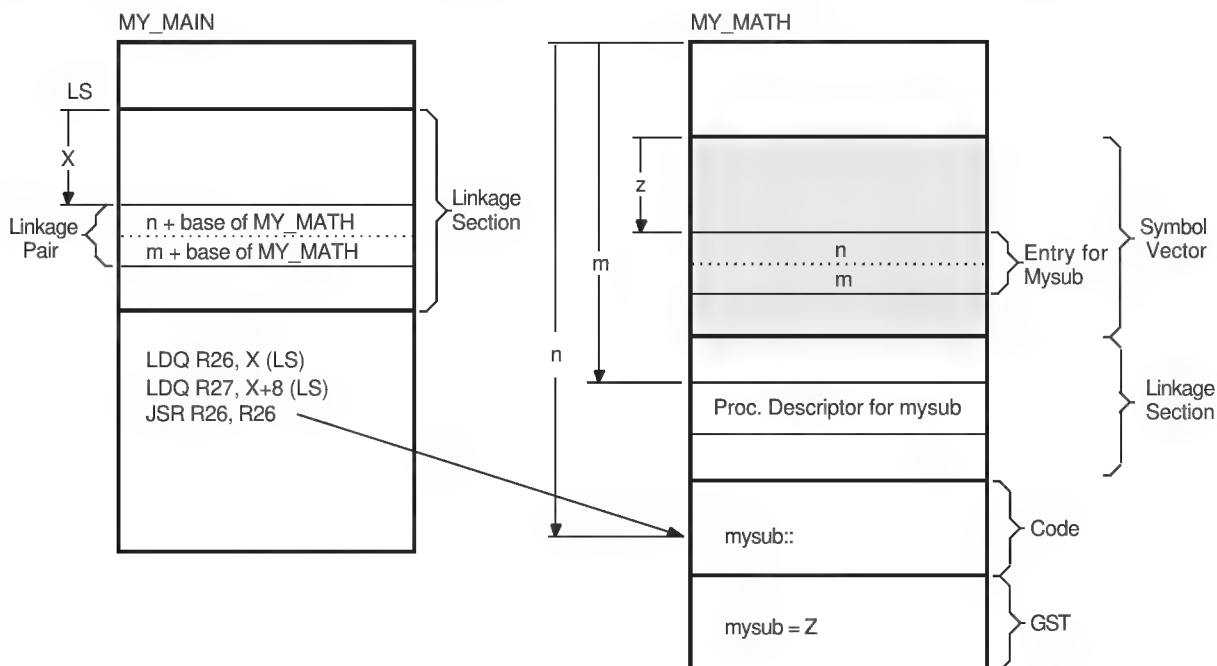 MY_MAIN
LS
X
Linkage
Pair
n + base of MY_MATH
m + base of MY_MATH
Linkage
Section
LDQ R26, X (LS)
LDQ R27, X+8 (LS)
JSR R26, R26
MY_MATH
n
m
z
n
m
Entry for
Mysub
Symbol
Vector
Proc. Descriptor for mysub
Linkage
Section
mysub::
Code
mysub = Z
GST